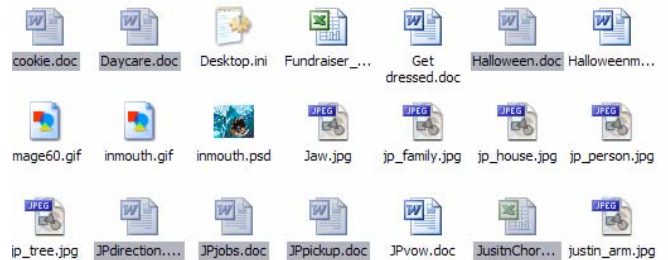 cookie.doc Daycare.doc Desktop.ini Fundraiser_... Get dressed.doc Halloween.doc Halloweenm...
JPEG JPEG JPEG JPEG
mage60.gif inmouth.gif inmouth.psd Jaw.jpg jp_family.jpg jp_house.jpg jp_person.jpg
JPEG JPEG
jp_tree.jpg JPdirection.... JPjobs.doc JPpickup.doc JPvow.doc JusitnChor... justin_arm.jpg